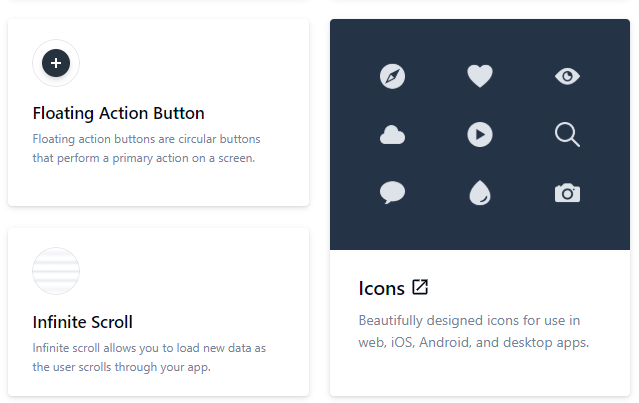 Floating Action Button
Floating action buttons are circular buttons
that perform a primary action on a screen.
Infinite Scroll
Infinite scroll allows you to load new data as
the user scrolls through your app.
Icons
Beautifully designed icons for use in
web, iOS, Android, and desktop apps.